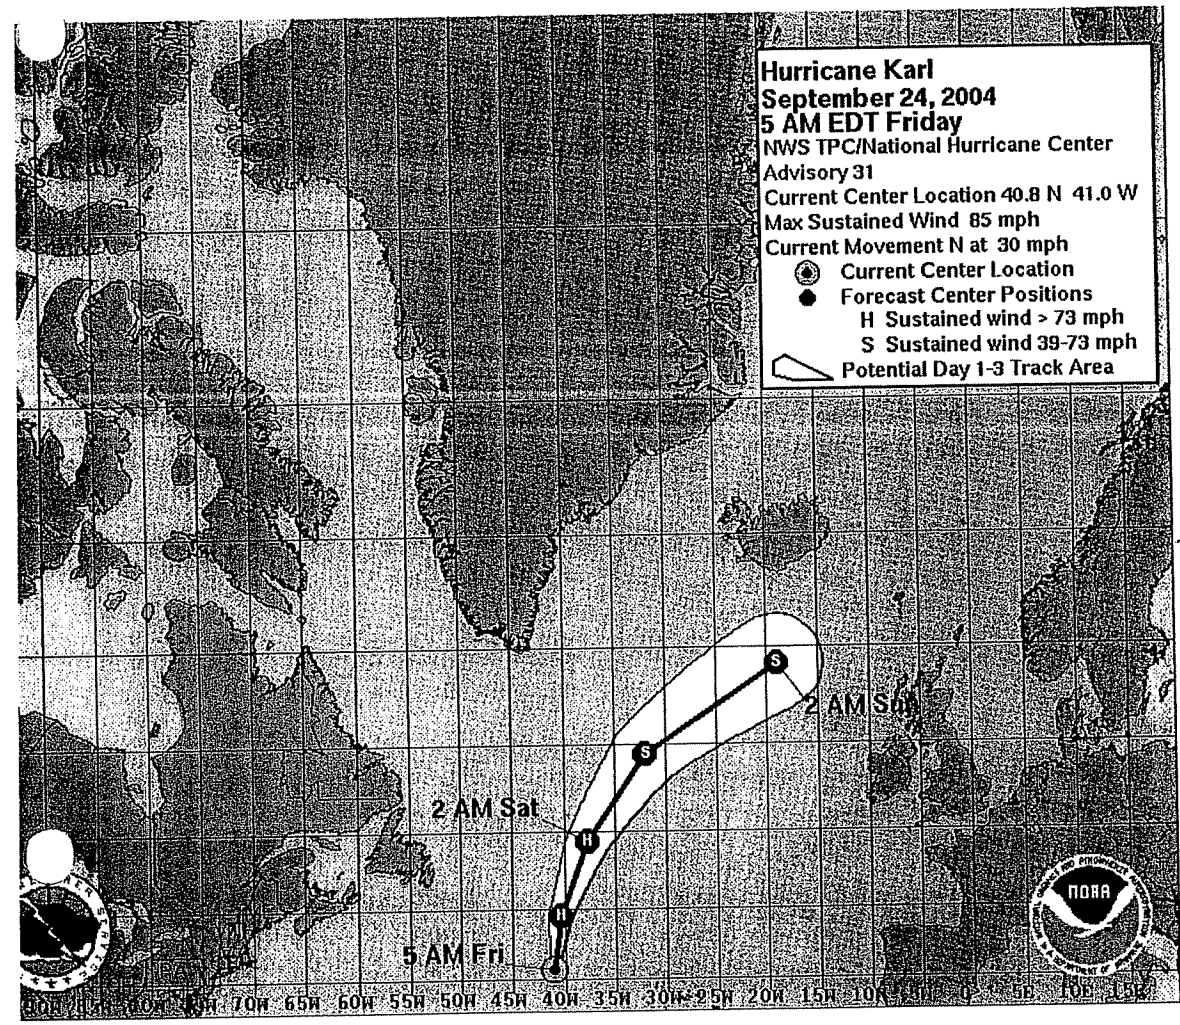 Hurricane Karl
September 24, 2004
5 AM EDT Friday
NWS TPC/National Hurricane Center
Advisory 31
Current Center Location 40.8 N 41.0 W
Max Sustained Wind 85 mph
Current Movement N at 30 mph
Current Center Location
Forecast Center Positions
H Sustained wind > 73 mph
S Sustained wind 39-73 mph
Potential Day 1-3 Track Area
S
2 AM Sun
S
2 AM Sat
H
H
5 AM Fri
NOAA
70W 65W 60W 55W 50W 45W 40W 35W 30W 25W 20W 15W 10W 5W 0 5E 10E 15E